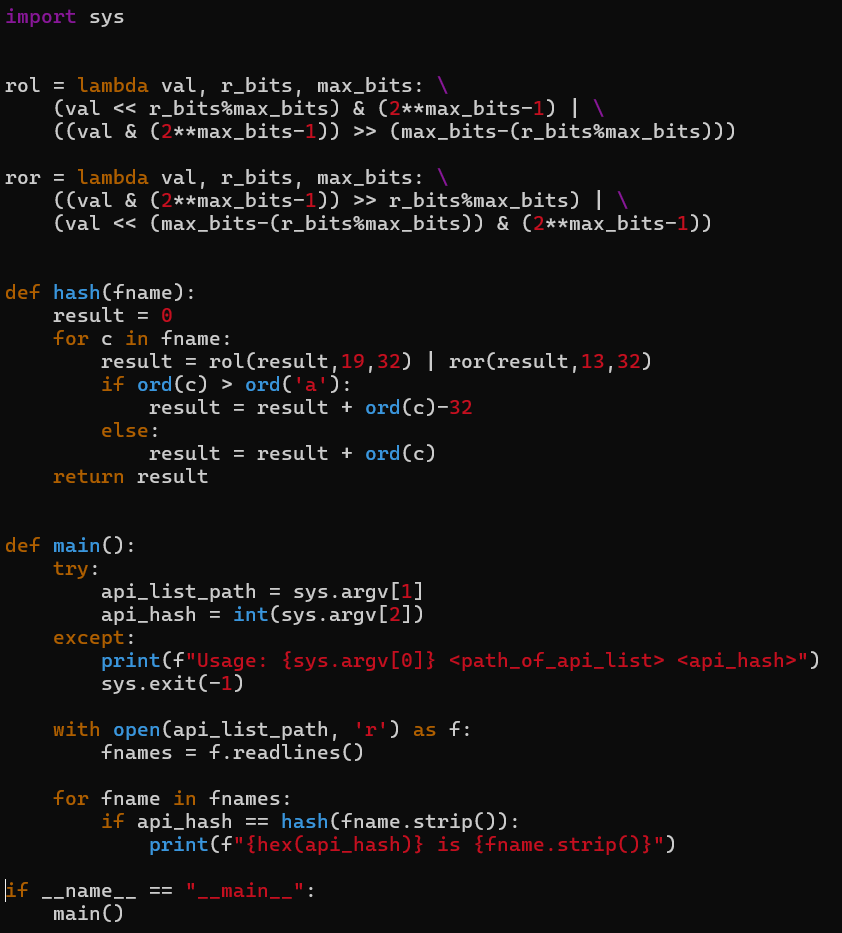 import sys
rol = lambda val, r_bits, max_bits: \
    (val << r_bits%max_bits) & (2**max_bits-1) | \
    ((val & (2**max_bits-1)) >> (max_bits-(r_bits%max_bits)))
ror = lambda val, r_bits, max_bits: \
    ((val & (2**max_bits-1)) >> r_bits%max_bits) | \
    (val << (max_bits-(r_bits%max_bits)) & (2**max_bits-1))
def hash(fname):
    result = 0
    for c in fname:
        result = rol(result,19,32) | ror(result,13,32)
        if ord(c) > ord('a'):
            result = result + ord(c)-32
        else:
            result = result + ord(c)
    return result
def main():
    try:
        api_list_path = sys.argv[1]
        api_hash = int(sys.argv[2])
    except:
        print(f"Usage: {sys.argv[0]} <path_of_api_list> <api_hash>")
        sys.exit(-1)
    with open(api_list_path, 'r') as f:
        fnames = f.readlines()
    for fname in fnames:
        if api_hash == hash(fname.strip()):
            print(f"{hex(api_hash)} is {fname.strip()}")
if __name__ == "__main__":
    main()